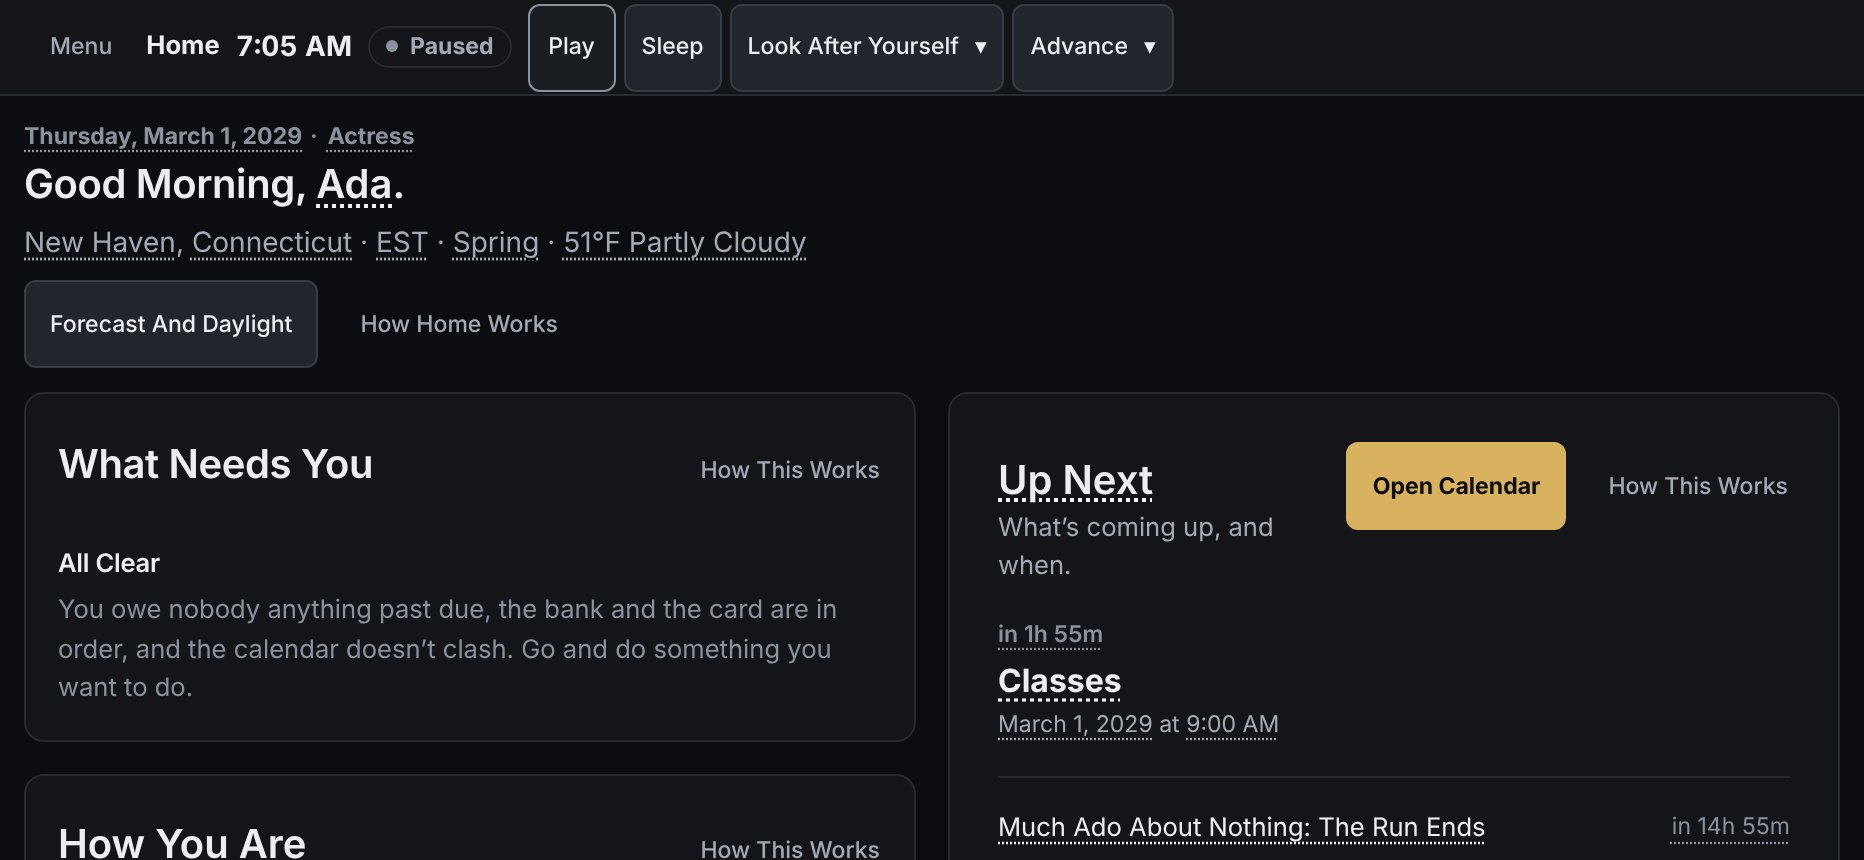 Menu Home 7:05 AM Paused Play Sleep Look After Yourself ▼ Advance ▼
Thursday, March 1, 2029 · Actress
Good Morning, Ada.
New Haven, Connecticut · EST · Spring · 51°F Partly Cloudy
Forecast And Daylight How Home Works
What Needs You How This Works
All Clear
You owe nobody anything past due, the bank and the card are in
order, and the calendar doesn’t clash. Go and do something you
want to do.
How You Are How This Works
Up Next Open Calendar How This Works
What’s coming up, and
when.
in 1h 55m
Classes
March 1, 2029 at 9:00 AM
Much Ado About Nothing: The Run Ends in 14h 55m